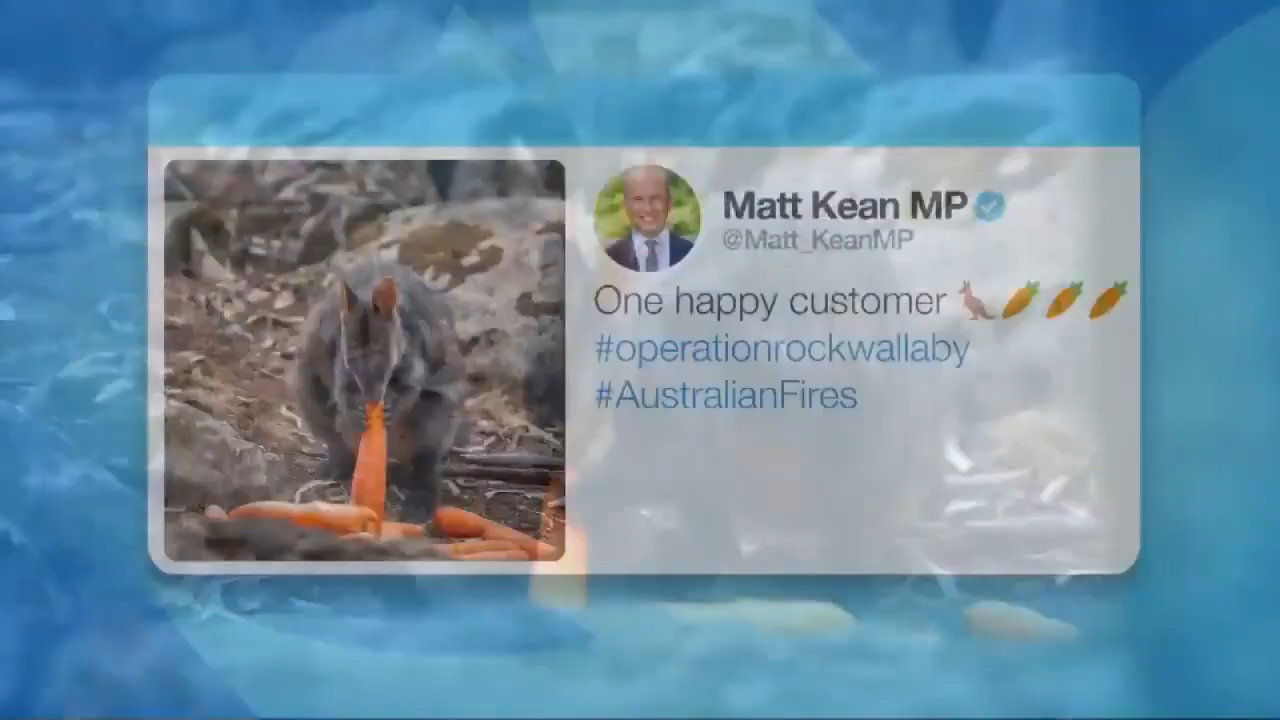 Matt Kean MP
@Matt_KeanMP
One happy customer 🦘🥕🥕🥕
#operationrockwallaby
#AustralianFires